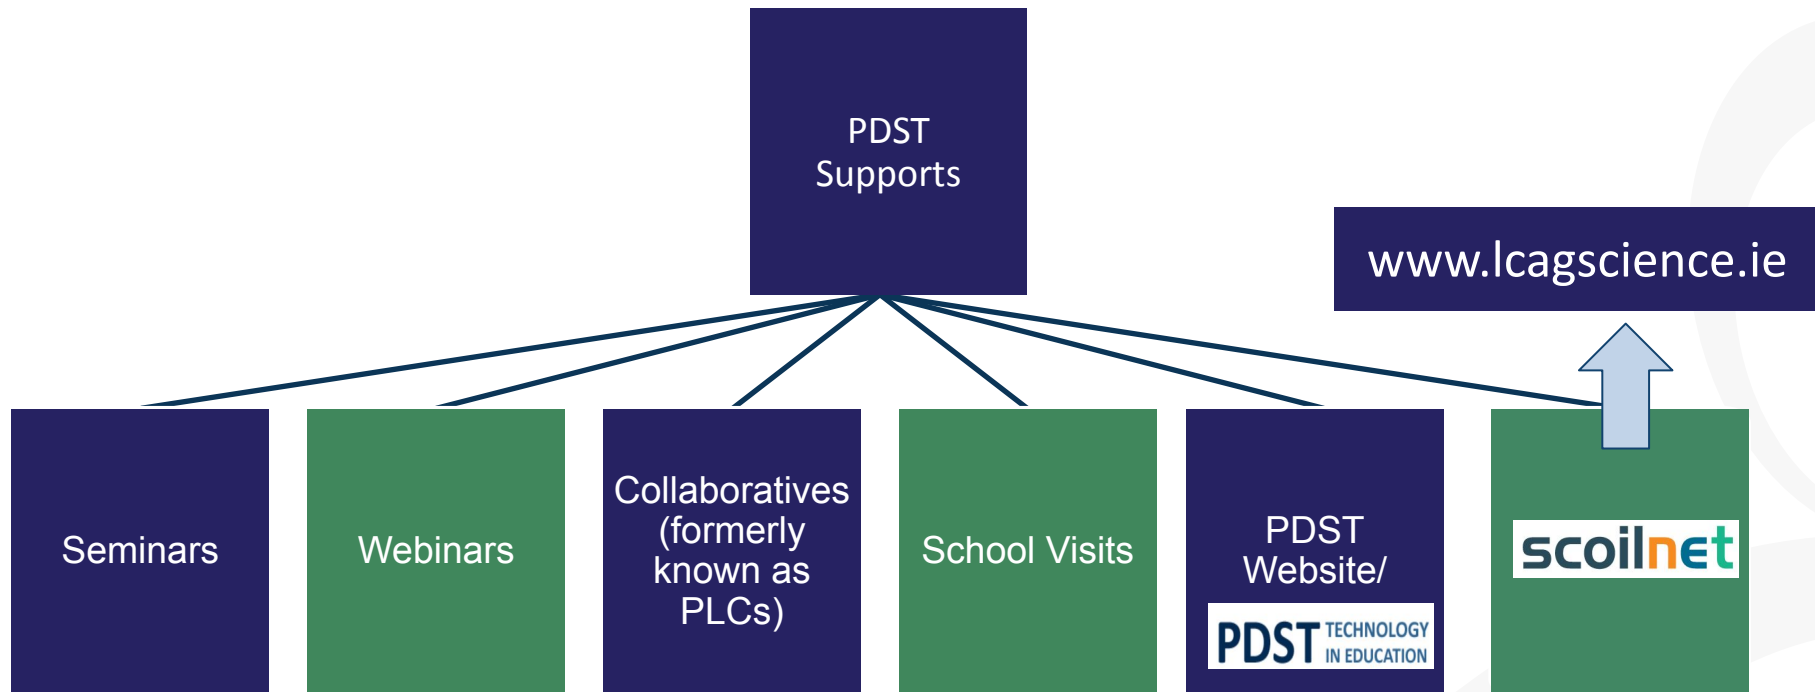 PDST
Supports
www.lcagscience.ie
Seminars
Webinars
Collaboratives
(formerly
known as
PLCs)
School Visits
PDST
Website/
PDST TECHNOLOGY
IN EDUCATION
scoilnet